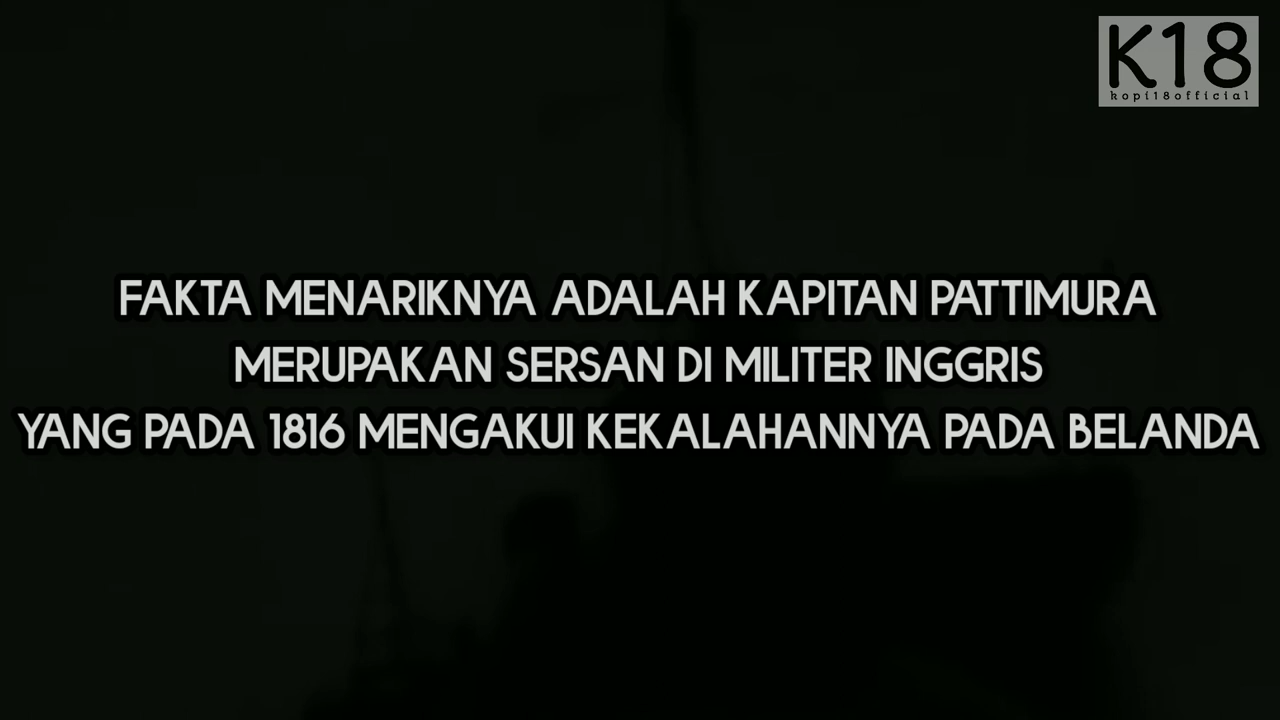 K18
kopi18official
FAKTA MENARIKNYA ADALAH KAPITAN PATTIMURA
MERUPAKAN SERSAN DI MILITER INGGRIS
YANG PADA 1816 MENGAKUI KEKALAHANNYA PADA BELANDA